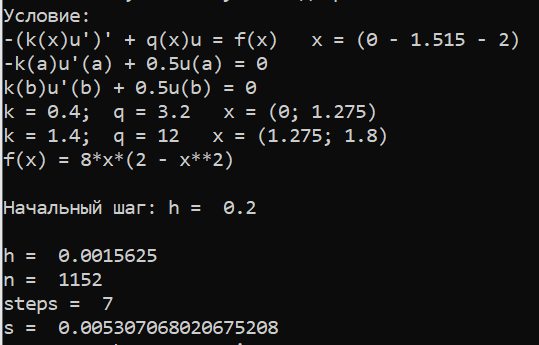 Условие:
-(k(x)u')' + q(x)u = f(x)   x = (0 - 1.515 - 2)
-k(a)u'(a) + 0.5u(a) = 0
k(b)u'(b) + 0.5u(b) = 0
k = 0.4;  q = 3.2   x = (0; 1.275)
k = 1.4;  q = 12   x = (1.275; 1.8)
f(x) = 8*x*(2 - x**2)
Начальный шаг: h =  0.2
h =  0.0015625
n =  1152
steps =  7
s =  0.005307068020675208